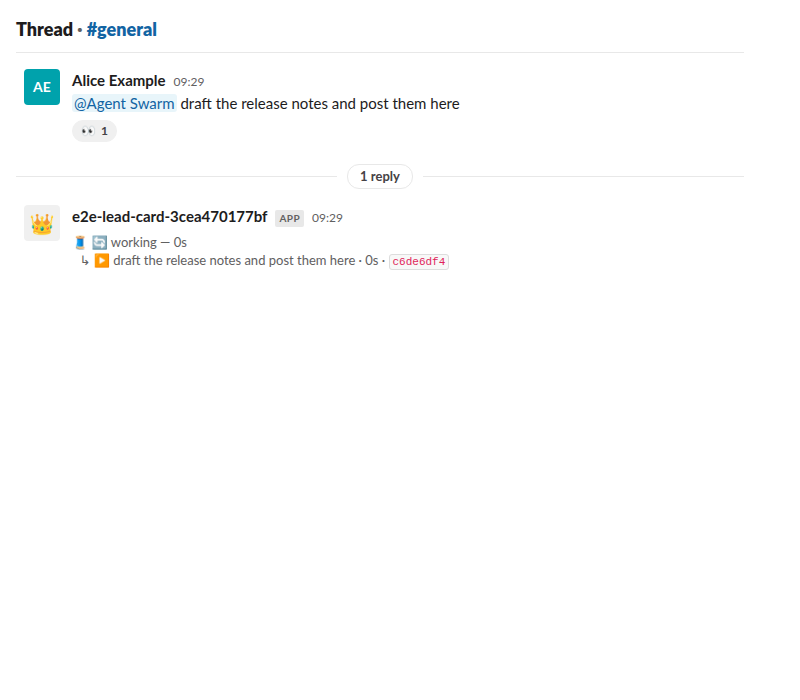 Thread • #general
AE
Alice Example 09:29
@Agent Swarm draft the release notes and post them here
👀 1
1 reply
e2e-lead-card-3cea470177bf APP 09:29
🧵 🔄 working — 0s
↳ ▶️ draft the release notes and post them here · 0s · c6de6df4